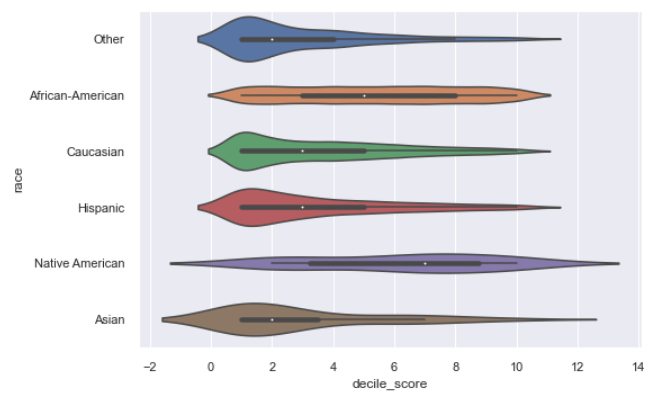 Other
African-American
Caucasian
Hispanic
Native American
Asian
race
−2 0 2 4 6 8 10 12 14
decile_score